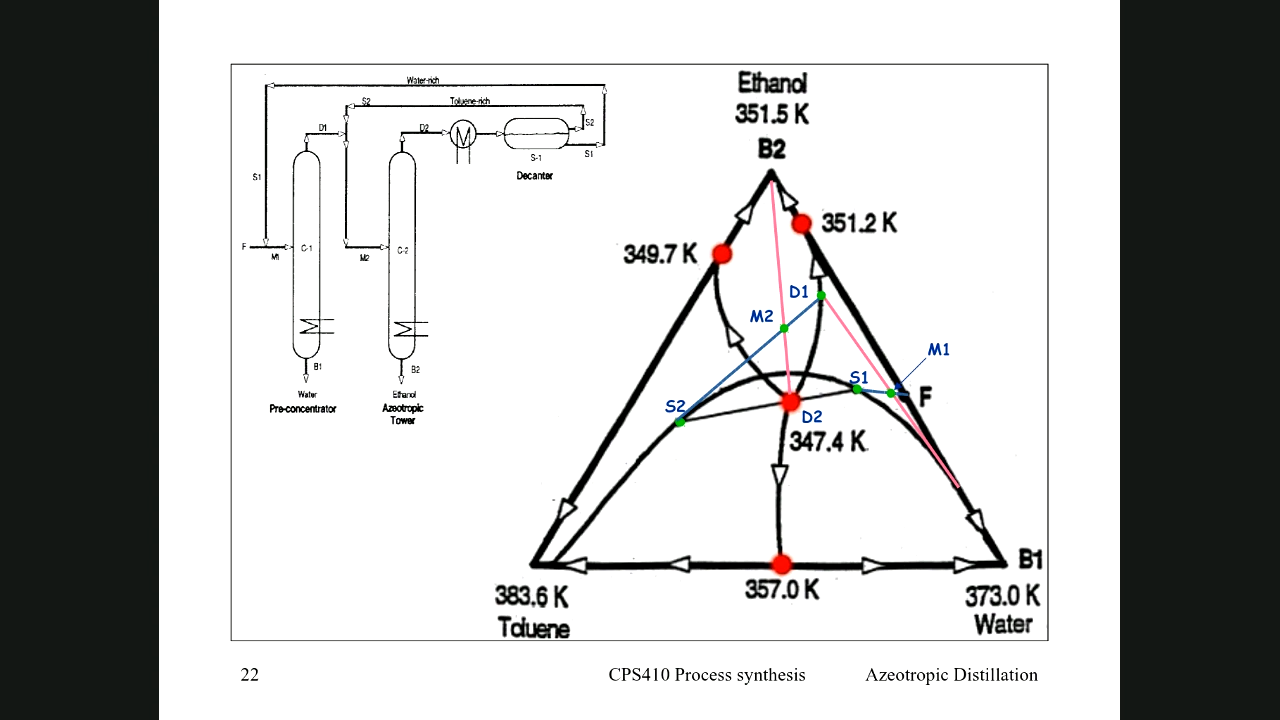 Water-rich
S2
Toluene-rich
D1
D2
S2
S1
S-1
Decanter
S1
F
M1
C-1
M2
C-2
B1
B2
Water
Pre-concentrator
Ethanol
Azeotropic
Tower
Ethanol
351.5 K
B2
351.2 K
349.7 K
D1
M2
M1
S1
F
S2
D2
347.4 K
B1
383.6 K
Toluene
357.0 K
373.0 K
Water
22
CPS410 Process synthesis
Azeotropic Distillation